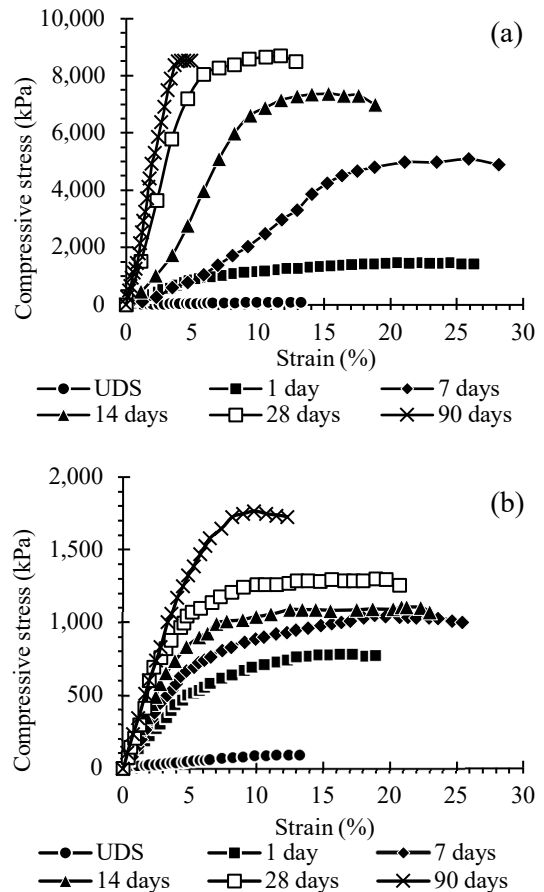 (a)
Compressive stress (kPa)
10,000
8,000
6,000
4,000
2,000
0
0 5 10 15 20 25 30
Strain (%)
UDS 1 day 7 days
14 days 28 days 90 days
(b)
Compressive stress (kPa)
2,000
1,500
1,000
500
0
0 5 10 15 20 25 30
Strain (%)
UDS 1 day 7 days
14 days 28 days 90 days